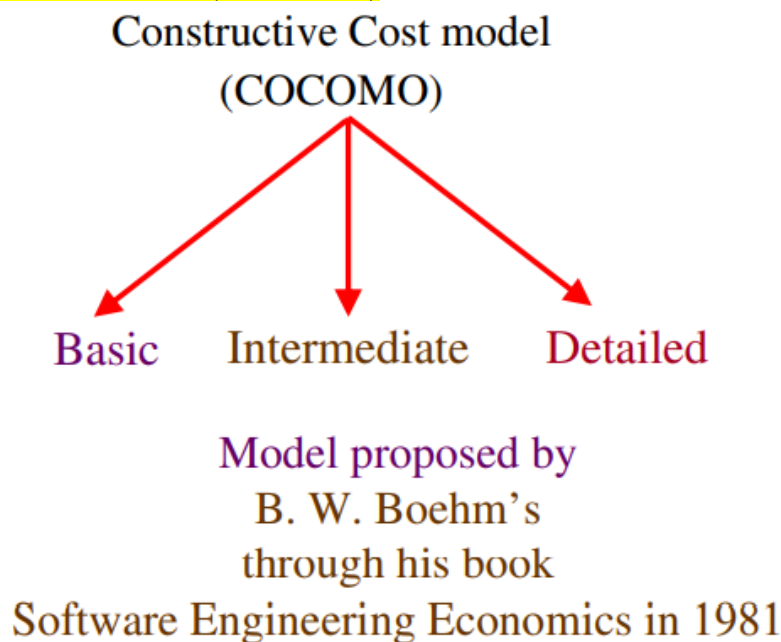 Constructive Cost model
(COCOMO)
Basic Intermediate Detailed
Model proposed by
B. W. Boehm’s
through his book
Software Engineering Economics in 1981